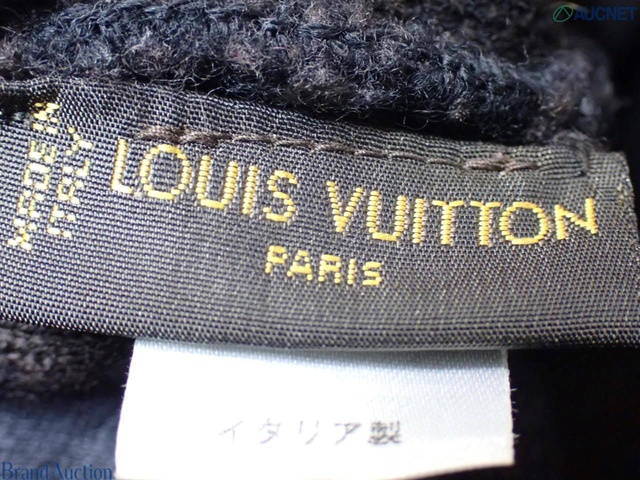 AUCNET
MADE IN
ITALY
LOUIS VUITTON
PARIS
イタリア製
Brand Auction